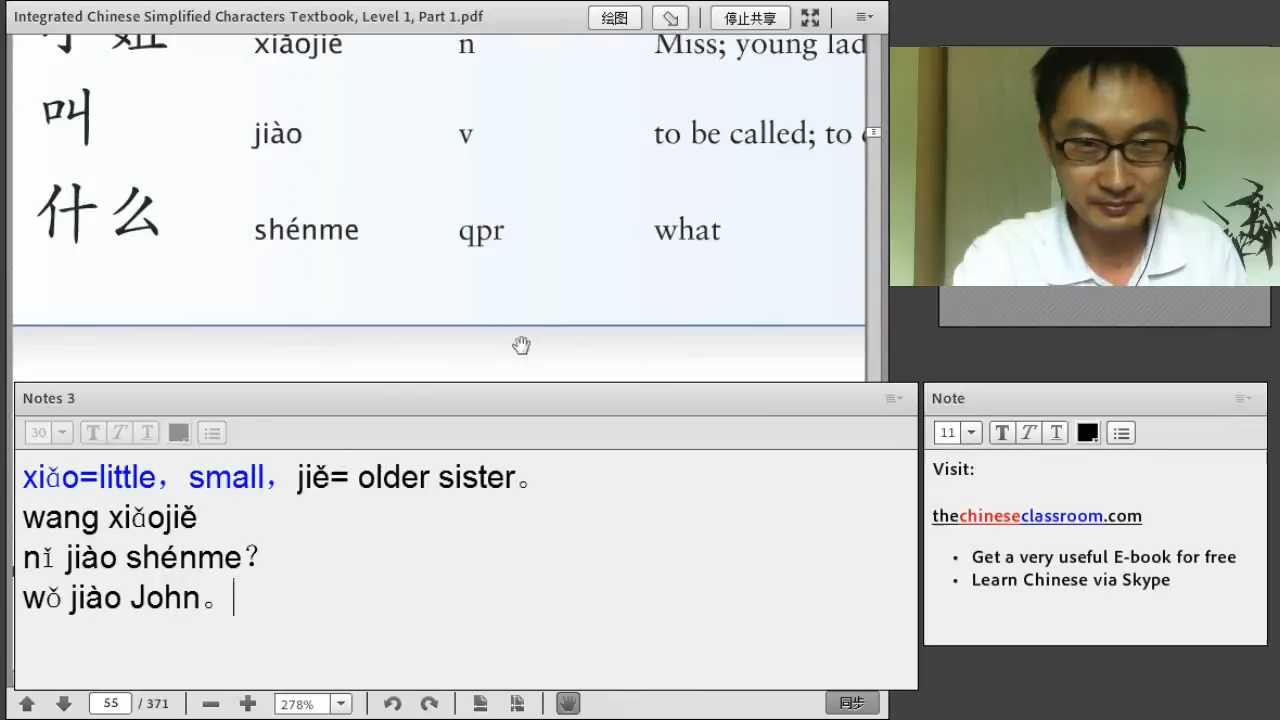 Integrated Chinese Simplified Characters Textbook, Level 1, Part 1.pdf
绘图
停止共享
小姐 xiǎojiě n Miss; young lad
叫 jiào v to be called; to
什么 shénme qpr what
Notes 3
30 T T T
xiǎo=little，small，jiě= older sister。
wang xiǎojiě
nǐ jiào shénme？
wǒ jiào John。
55 / 371 278% 同步
Note
11 T T T
Visit:
thechineseclassroom.com
• Get a very useful E-book for free
• Learn Chinese via Skype